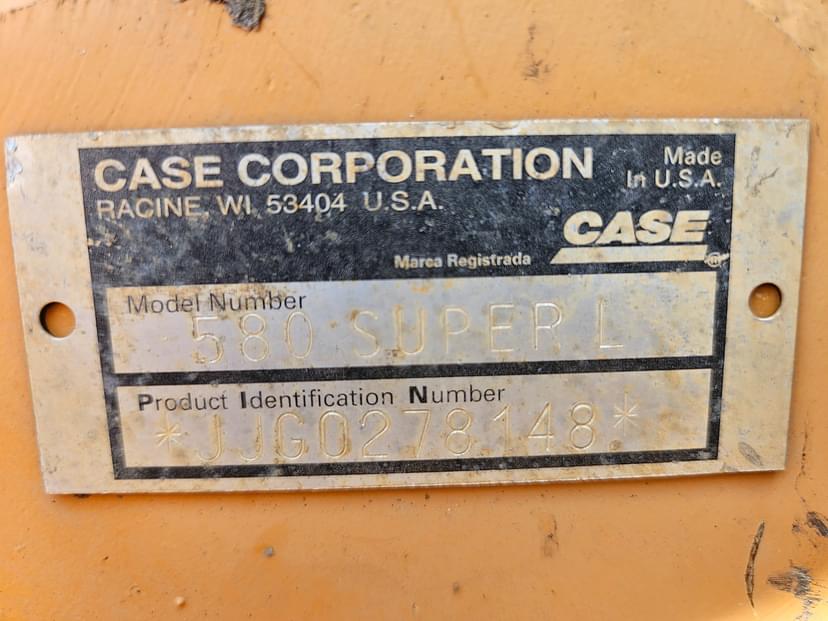 CASE CORPORATION
RACINE, WI 53404 U.S.A.
Made
In U.S.A.
CASE
Marca Registrada
Model Number
580 SUPER L
Product Identification Number
*JJG0278148*